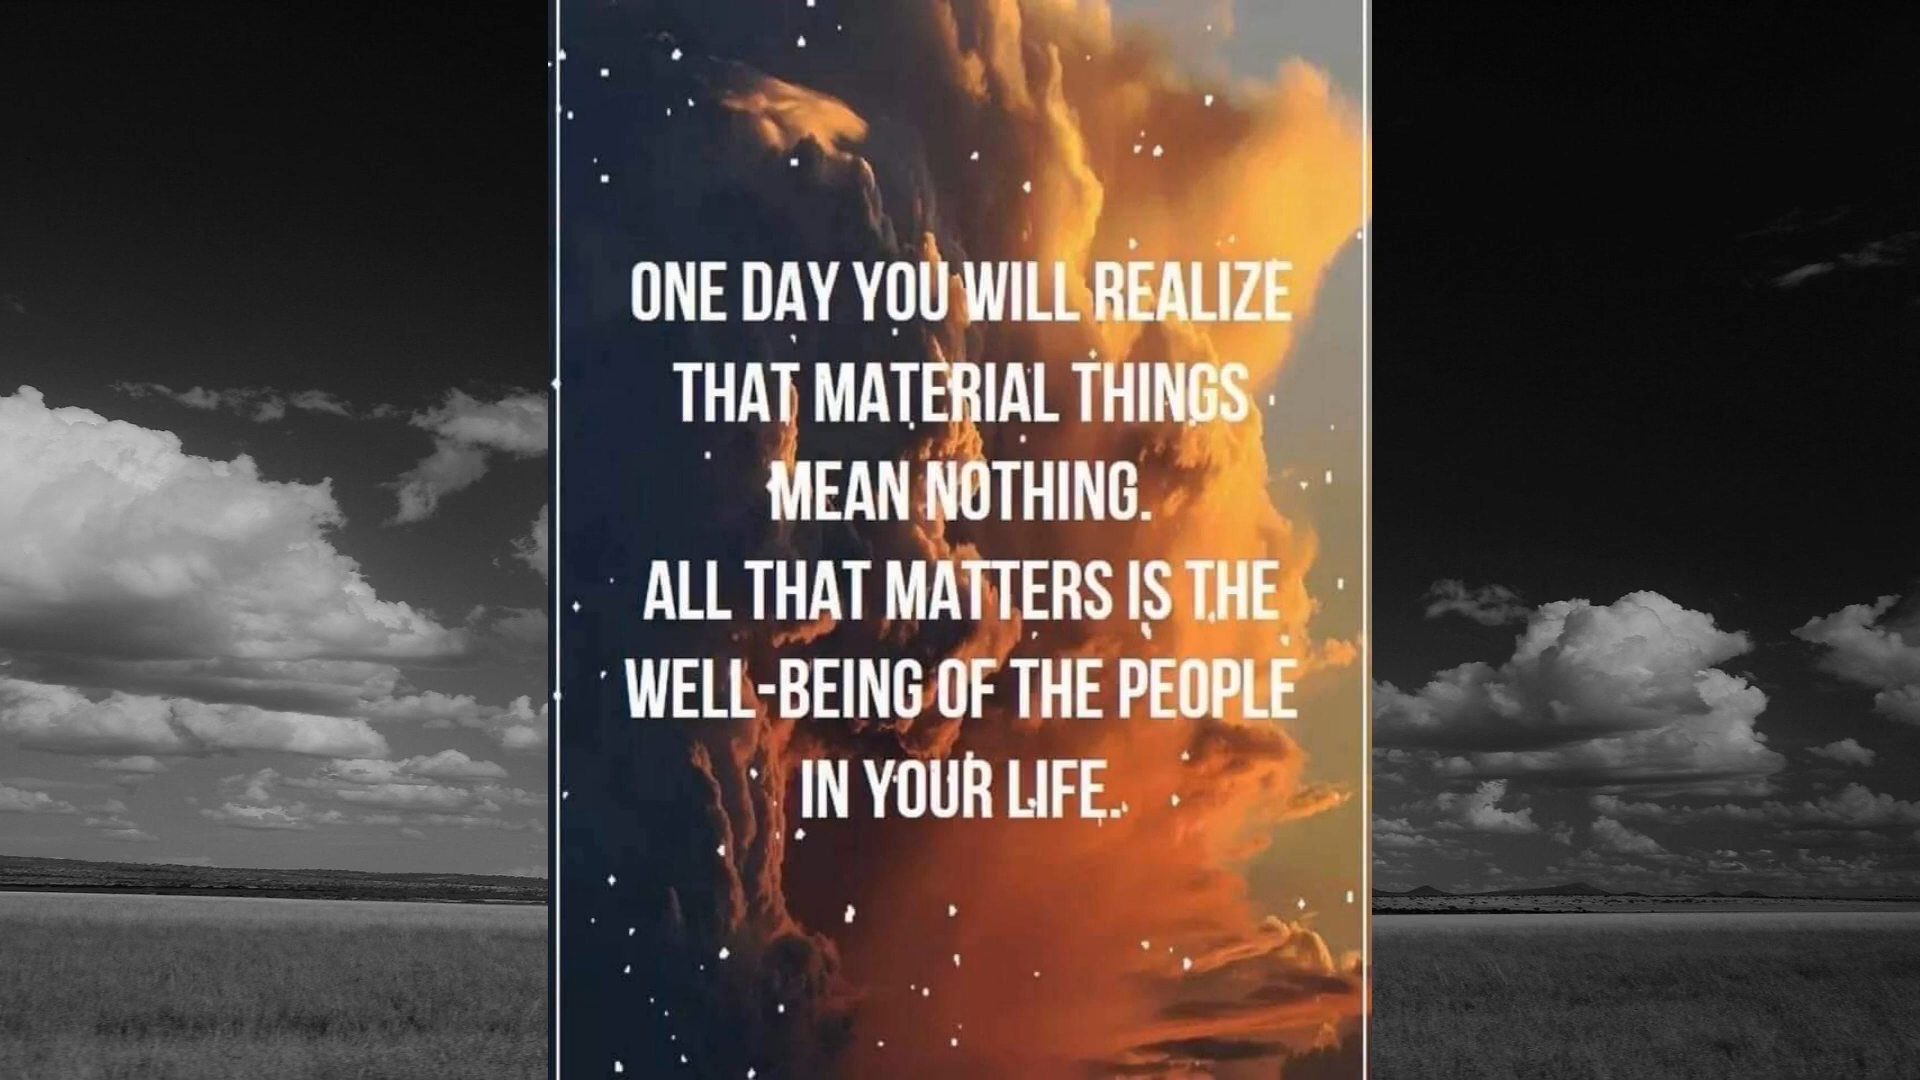 ONE DAY YOU WILL REALIZE
THAT MATERIAL THINGS
MEAN NOTHING.
ALL THAT MATTERS IS THE
WELL-BEING OF THE PEOPLE
IN YOUR LIFE.